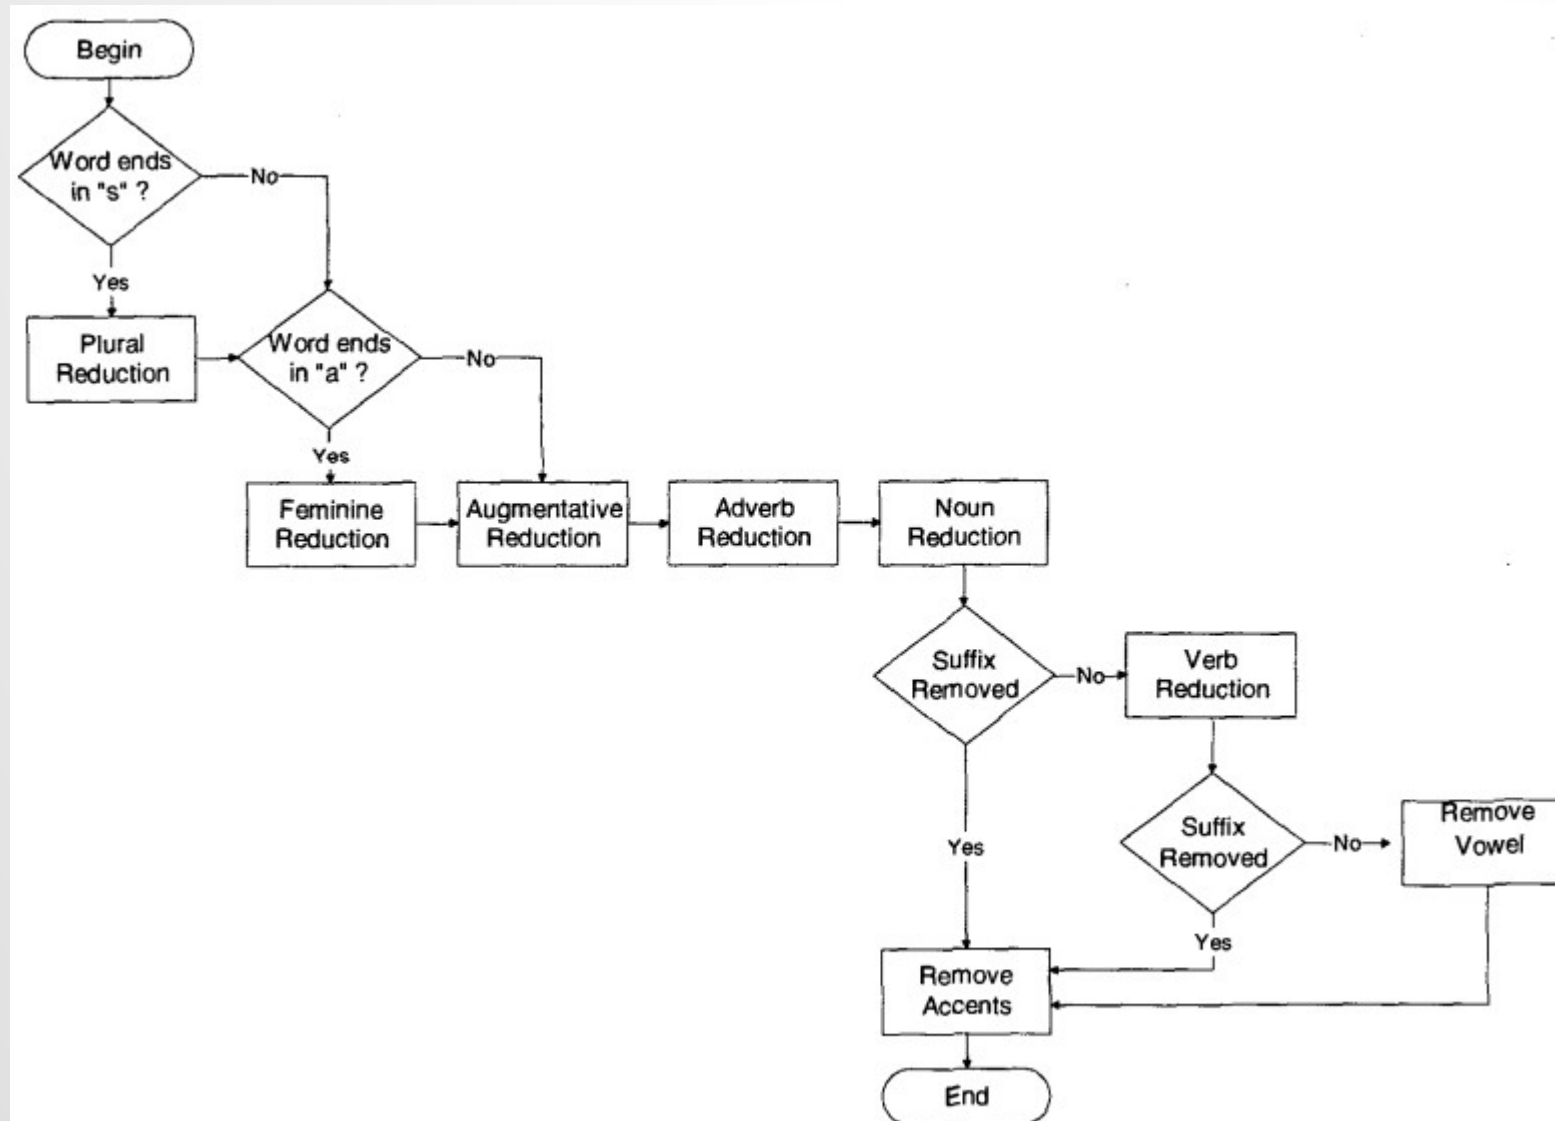 Begin
Word ends
in "s" ?
No
Yes
Plural
Reduction
Word ends
in "a" ?
No
Yes
Feminine
Reduction
Augmentative
Reduction
Adverb
Reduction
Noun
Reduction
Suffix
Removed
No
Verb
Reduction
Yes
Suffix
Removed
No
Remove
Vowel
Yes
Remove
Accents
End